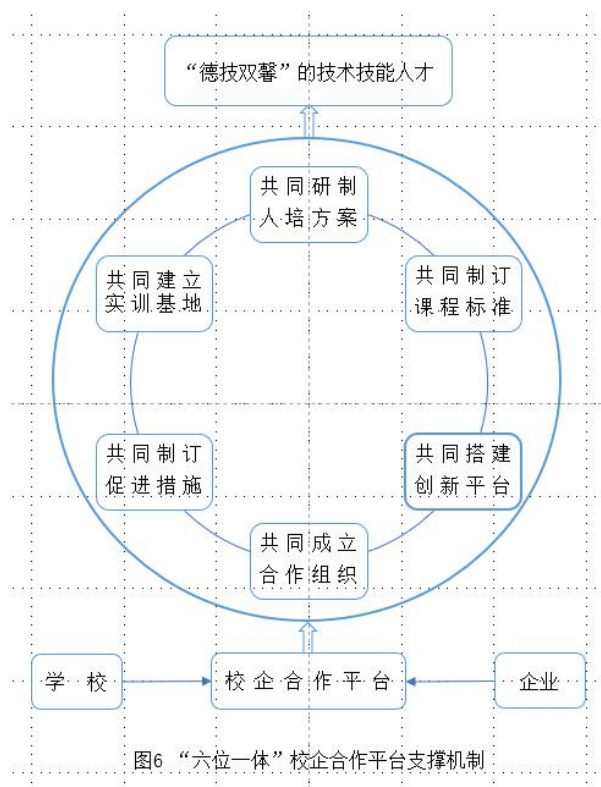 “德技双馨”的技术技能人才
共同研制
人培方案
共同建立
实训基地
共同制订
课程标准
共同制订
促进措施
共同搭建
创新平台
共同成立
合作组织
学 校
校企合作平台
企业
图6 “六位一体”校企合作平台支撑机制